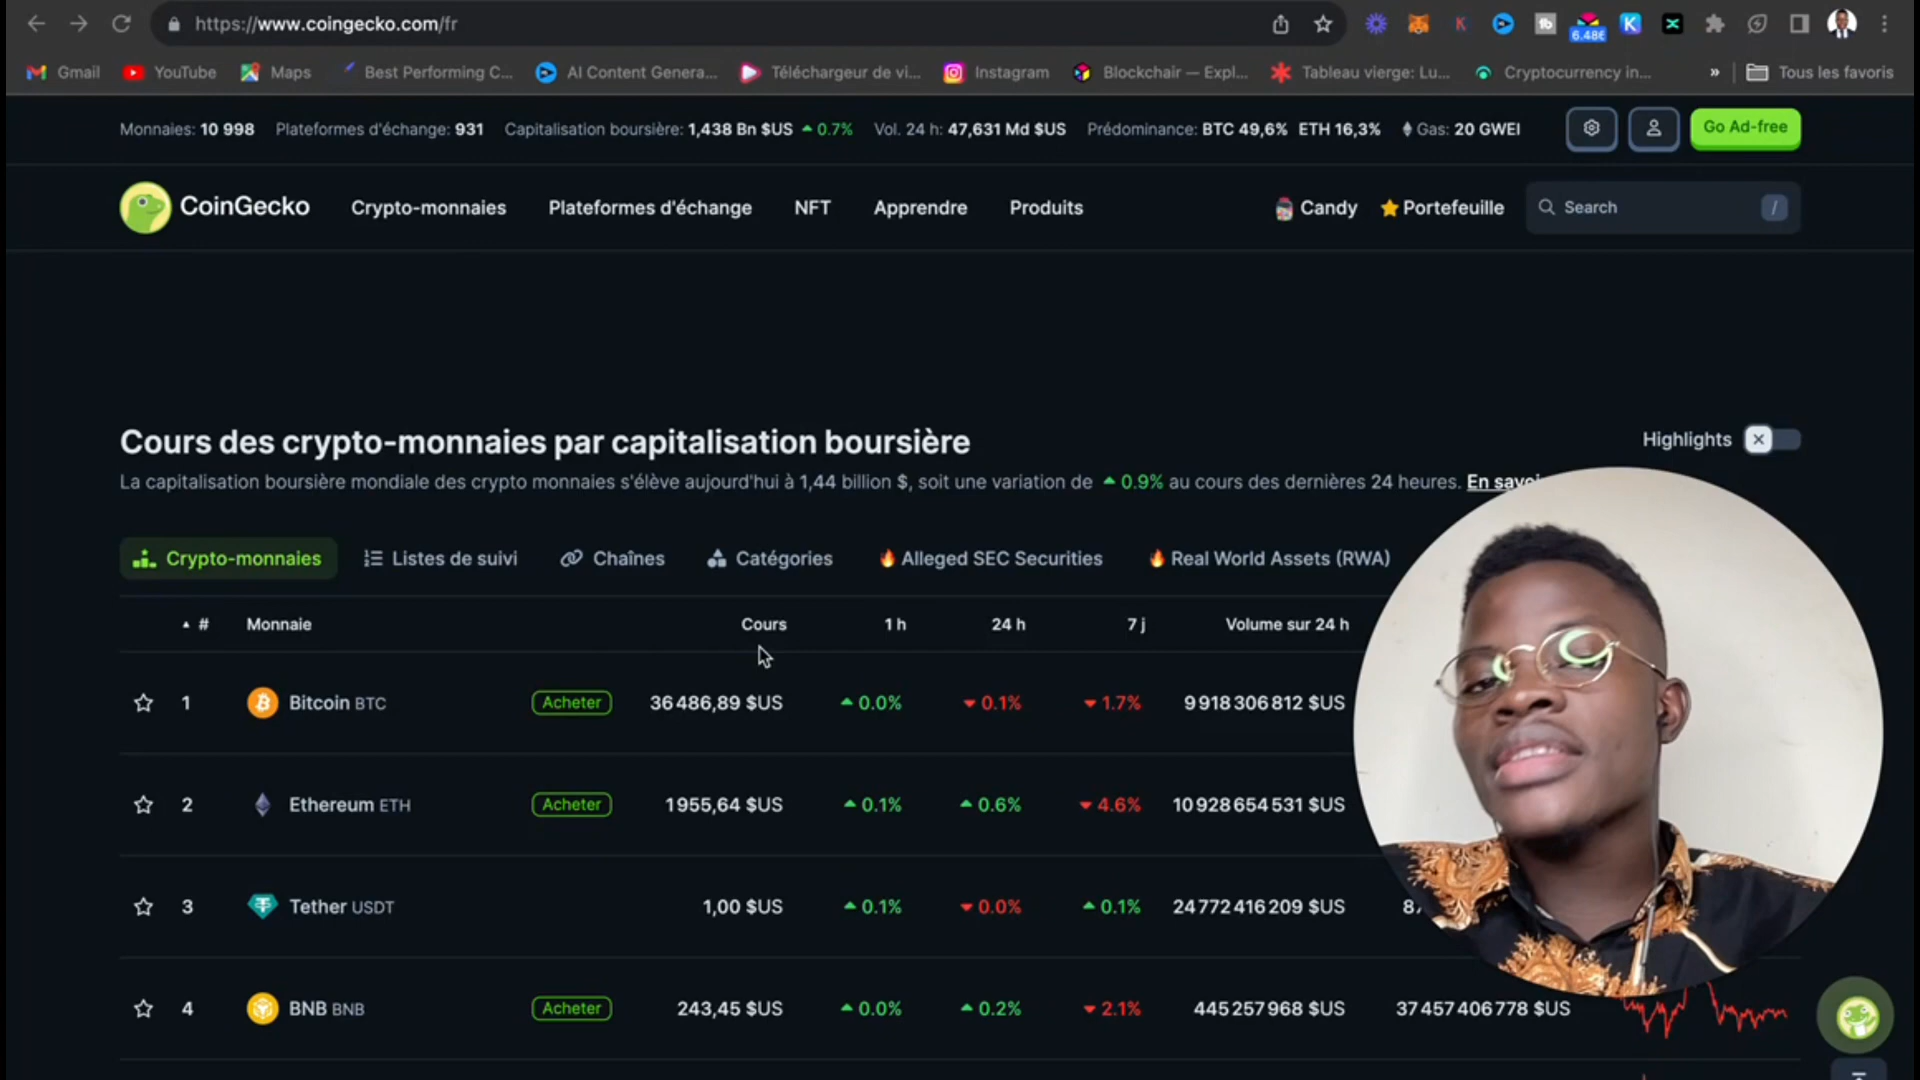 https://www.coingecko.com/fr
6.48€
Gmail YouTube Maps Best Performing C... AI Content Genera... Téléchargeur de vi... Instagram Blockchair — Expl... Tableau vierge: Lu... Cryptocurrency in... » Tous les favoris
Monnaies: 10 998 Plateformes d'échange: 931 Capitalisation boursière: 1,438 Bn $US 0.7% Vol. 24 h: 47,631 Md $US Prédominance: BTC 49,6% ETH 16,3% Gas: 20 GWEI Go Ad-free
CoinGecko Crypto-monnaies Plateformes d'échange NFT Apprendre Produits Candy Portefeuille Search /
Cours des crypto-monnaies par capitalisation boursière Highlights
La capitalisation boursière mondiale des crypto monnaies s'élève aujourd'hui à 1,44 billion $, soit une variation de 0.9% au cours des dernières 24 heures. En savoi
Crypto-monnaies Listes de suivi Chaînes Catégories Alleged SEC Securities Real World Assets (RWA)
# Monnaie Cours 1 h 24 h 7 j Volume sur 24 h
1 Bitcoin BTC Acheter 36 486,89 $US 0.0% 0.1% 1.7% 9 918 306 812 $US
2 Ethereum ETH Acheter 1 955,64 $US 0.1% 0.6% 4.6% 10 928 654 531 $US
3 Tether USDT 1,00 $US 0.1% 0.0% 0.1% 24 772 416 209 $US
4 BNB BNB Acheter 243,45 $US 0.0% 0.2% 2.1% 445 257 968 $US 37 457 406 778 $US